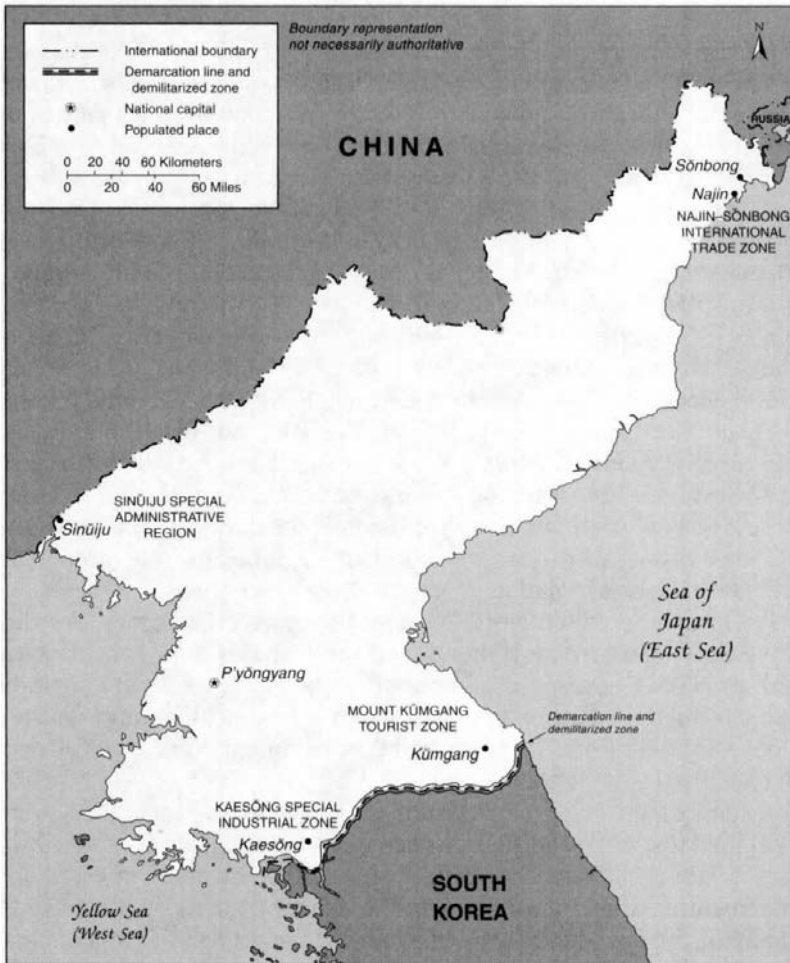 Boundary representation
not necessarily authoritative
International boundary
Demarcation line and
demilitarized zone
National capital
Populated place
0 20 40 60 Kilometers
0 20 40 60 Miles
N
CHINA
RUSSIA
Sŏnbong
Najin
NAJIN–SŎNBONG
INTERNATIONAL
TRADE ZONE
SINŬIJU SPECIAL
ADMINISTRATIVE
REGION
Sinŭiju
Sea of
Japan
(East Sea)
P'yŏngyang
MOUNT KŬMGANG
TOURIST ZONE
Demarcation line and
demilitarized zone
Kŭmgang
KAESŎNG SPECIAL
INDUSTRIAL ZONE
Kaesŏng
SOUTH
KOREA
Yellow Sea
(West Sea)